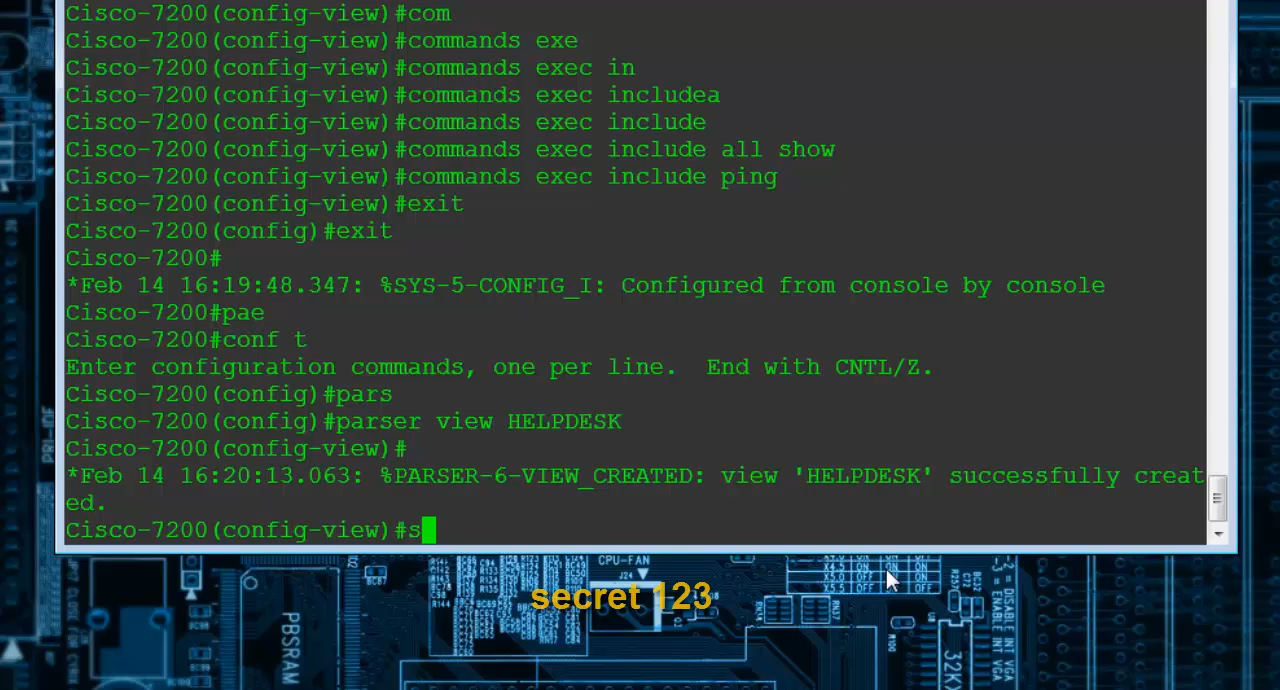 Cisco-7200(config-view)#com
Cisco-7200(config-view)#commands exe
Cisco-7200(config-view)#commands exec in
Cisco-7200(config-view)#commands exec includea
Cisco-7200(config-view)#commands exec include
Cisco-7200(config-view)#commands exec include all show
Cisco-7200(config-view)#commands exec include ping
Cisco-7200(config-view)#exit
Cisco-7200(config)#exit
Cisco-7200#
*Feb 14 16:19:48.347: %SYS-5-CONFIG_I: Configured from console by console
Cisco-7200#pae
Cisco-7200#conf t
Enter configuration commands, one per line.  End with CNTL/Z.
Cisco-7200(config)#pars
Cisco-7200(config)#parser view HELPDESK
Cisco-7200(config-view)#
*Feb 14 16:20:13.063: %PARSER-6-VIEW_CREATED: view 'HELPDESK' successfully creat
ed.
Cisco-7200(config-view)#s
CPU-FAN
J24
secret 123
PBSRAM
32K